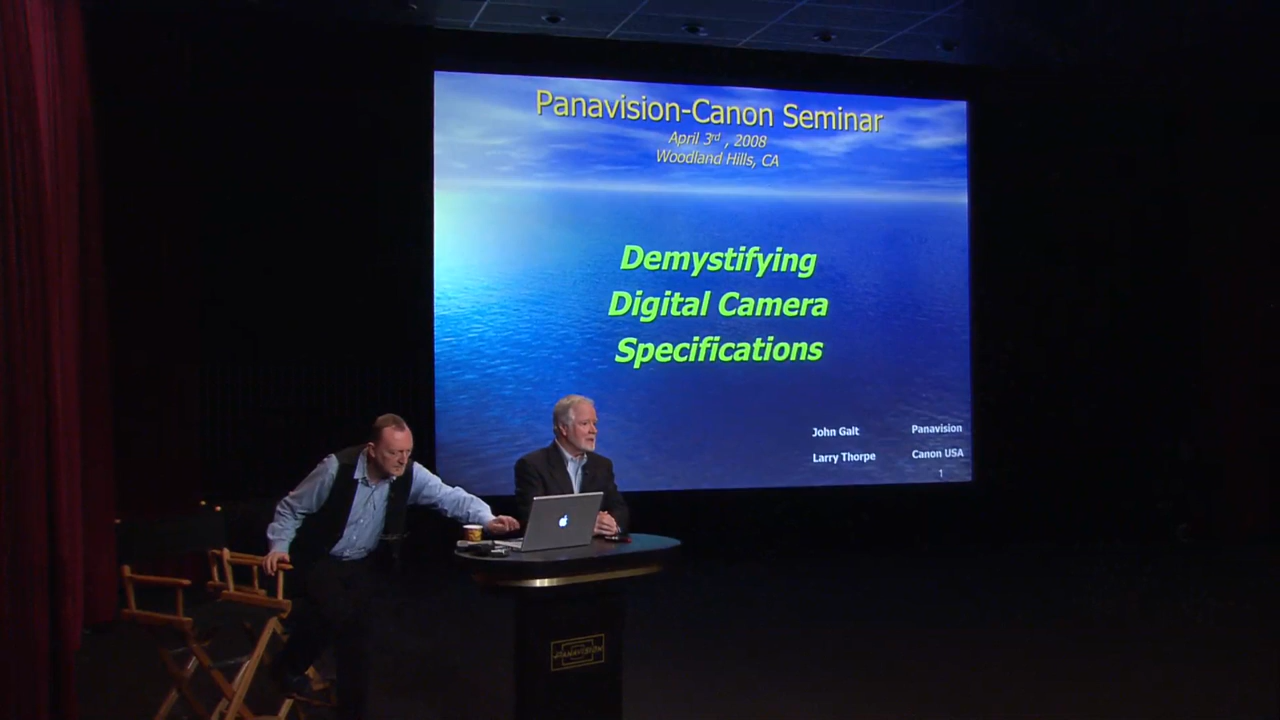 Panavision-Canon Seminar
April 3rd , 2008
Woodland Hills, CA
Demystifying
Digital Camera
Specifications
John Galt Panavision
Larry Thorpe Canon USA
1
PANAVISION